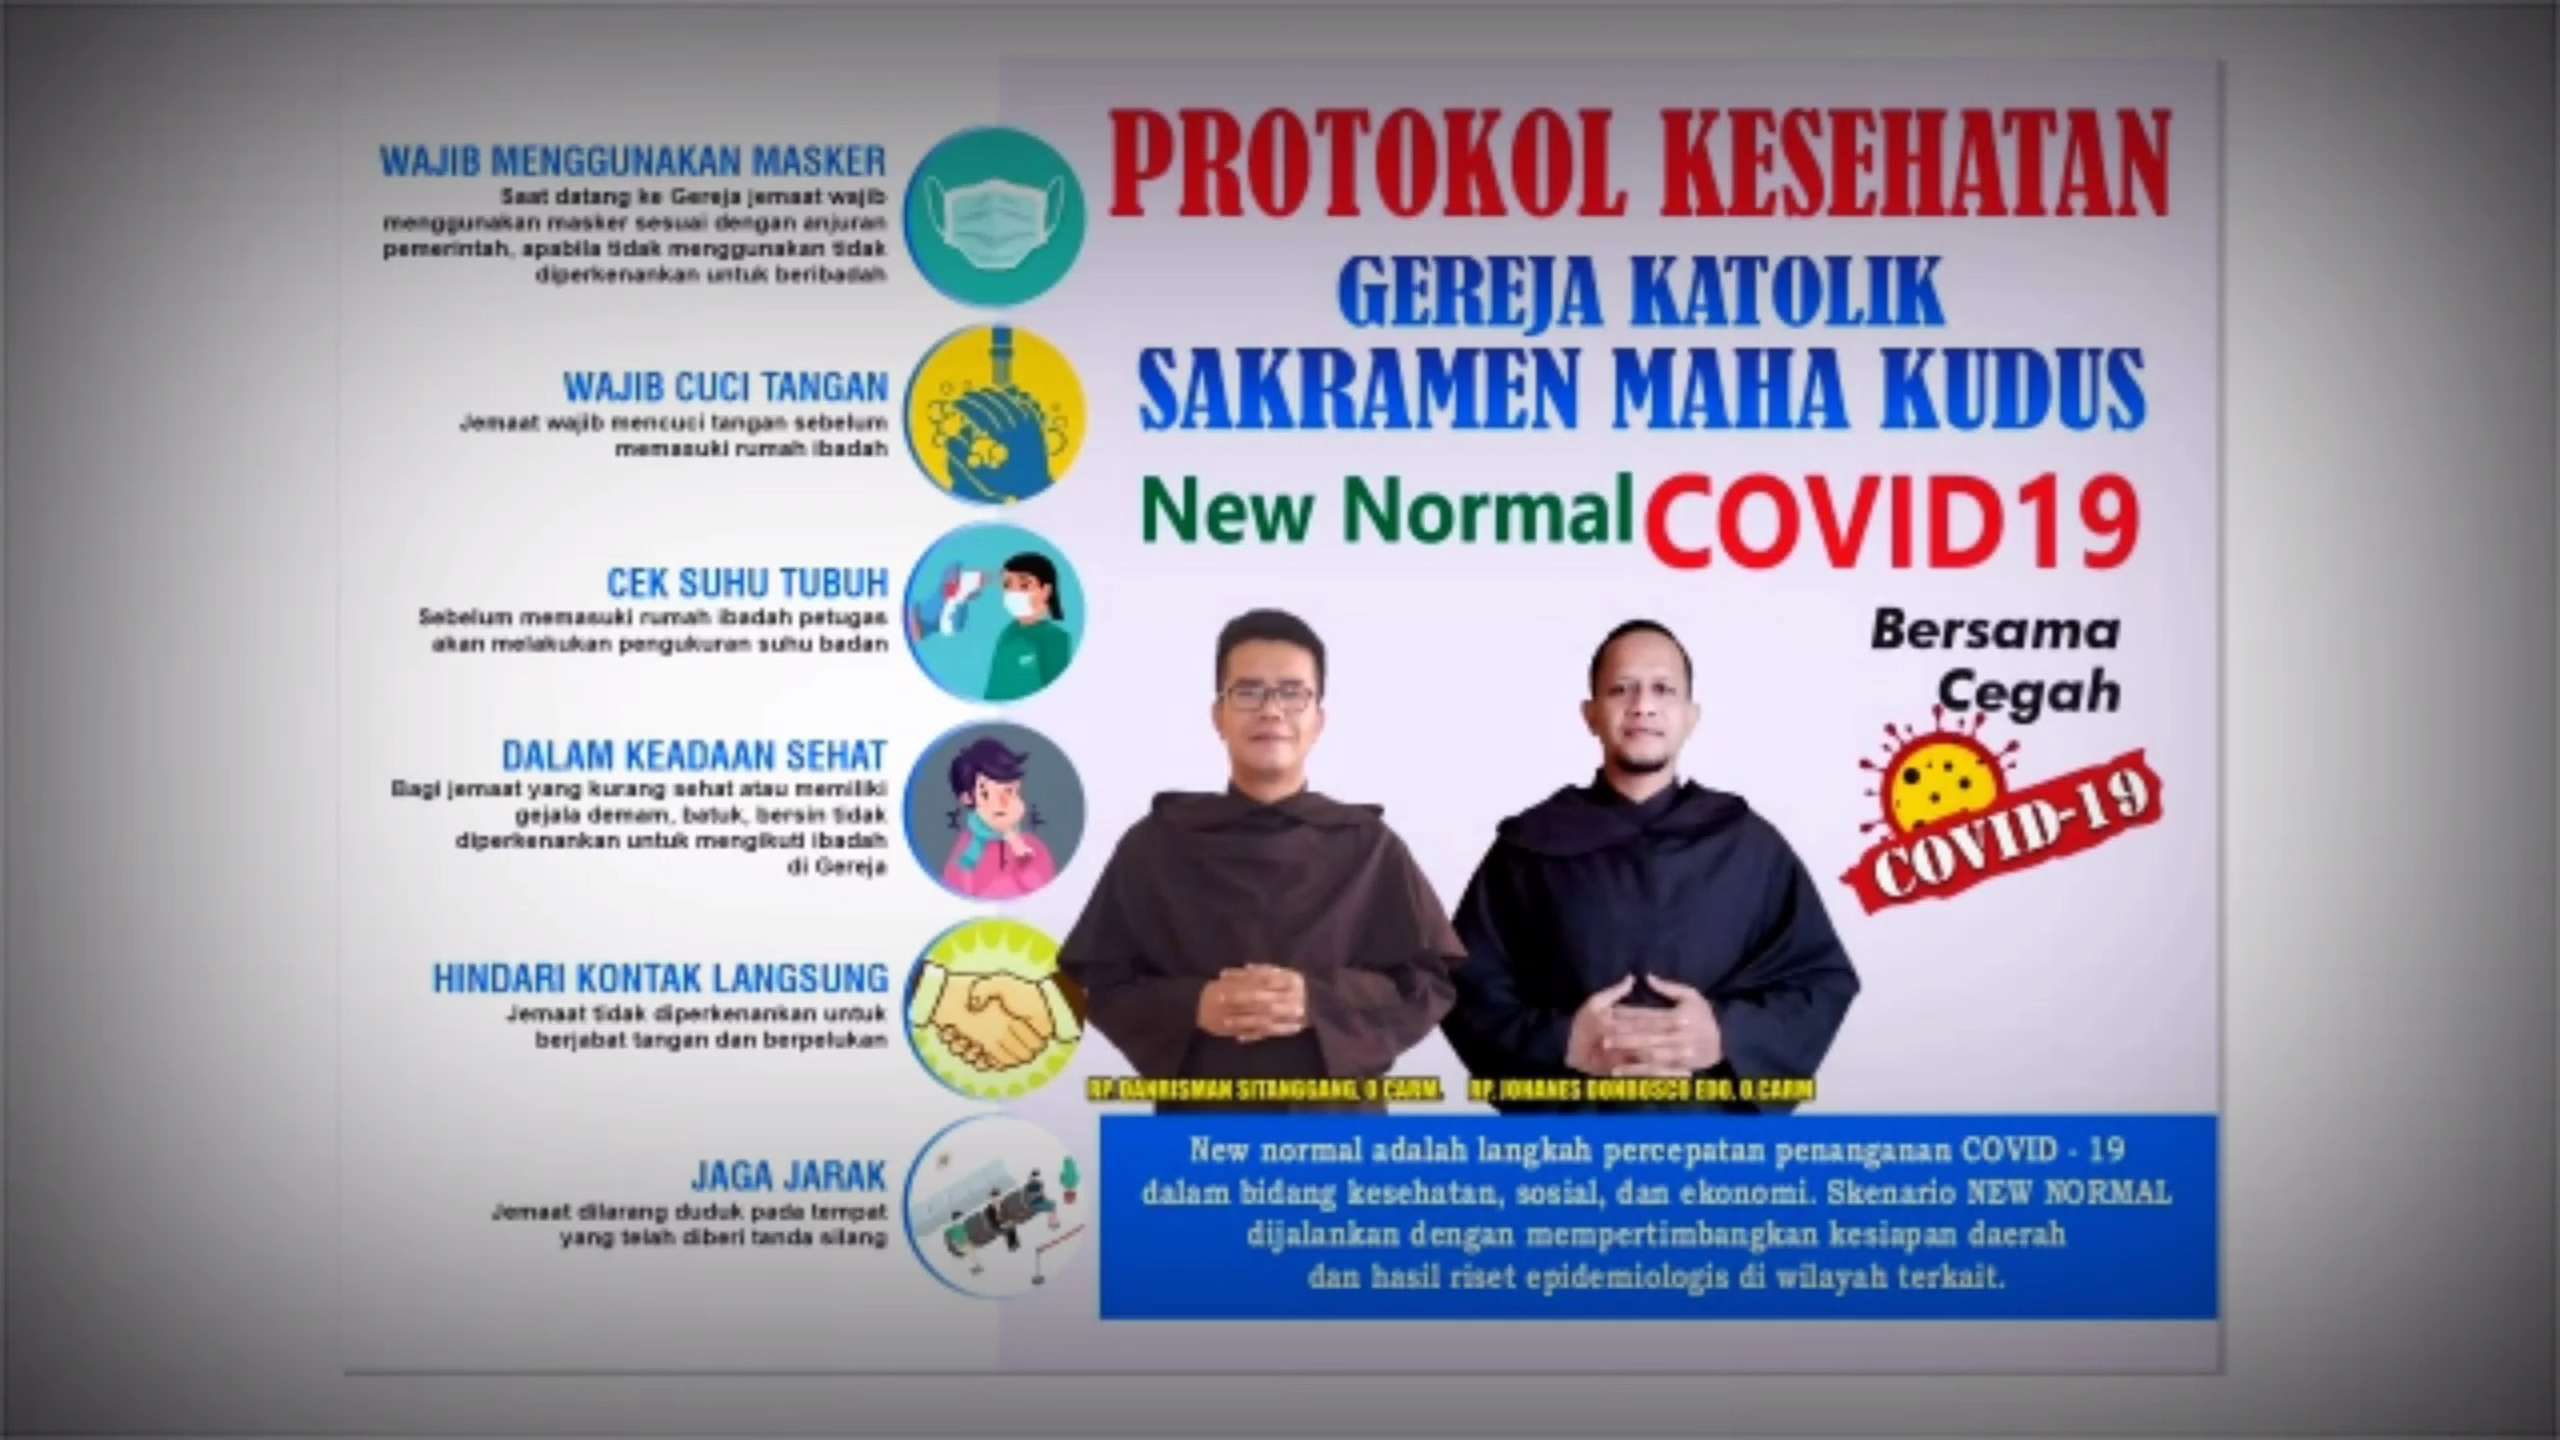 WAJIB MENGGUNAKAN MASKER
Saat datang ke Gereja jemaat wajib
menggunakan masker sesuai dengan anjuran
pemerintah, apabila tidak menggunakan tidak
diperkenankan untuk beribadah
WAJIB CUCI TANGAN
Jemaat wajib mencuci tangan sebelum
memasuki rumah ibadah
CEK SUHU TUBUH
Sebelum memasuki rumah ibadah petugas
akan melakukan pengukuran suhu badan
DALAM KEADAAN SEHAT
Bagi jemaat yang kurang sehat atau memiliki
gejala demam, batuk, bersin tidak
diperkenankan untuk mengikuti ibadah
di Gereja
HINDARI KONTAK LANGSUNG
Jemaat tidak diperkenankan untuk
berjabat tangan dan berpelukan
JAGA JARAK
Jemaat dilarang duduk pada tempat
yang telah diberi tanda silang
PROTOKOL KESEHATAN
GEREJA KATOLIK
SAKRAMEN MAHA KUDUS
New Normal COVID19
Bersama
Cegah
COVID-19
RP. DANRISMAN SITANGGANG, O CARM.
RP. JOHANES DONBOSCO EDO, O.CARM
New normal adalah langkah percepatan penanganan COVID - 19
dalam bidang kesehatan, sosial, dan ekonomi. Skenario NEW NORMAL
dijalankan dengan mempertimbangkan kesiapan daerah
dan hasil riset epidemiologis di wilayah terkait.